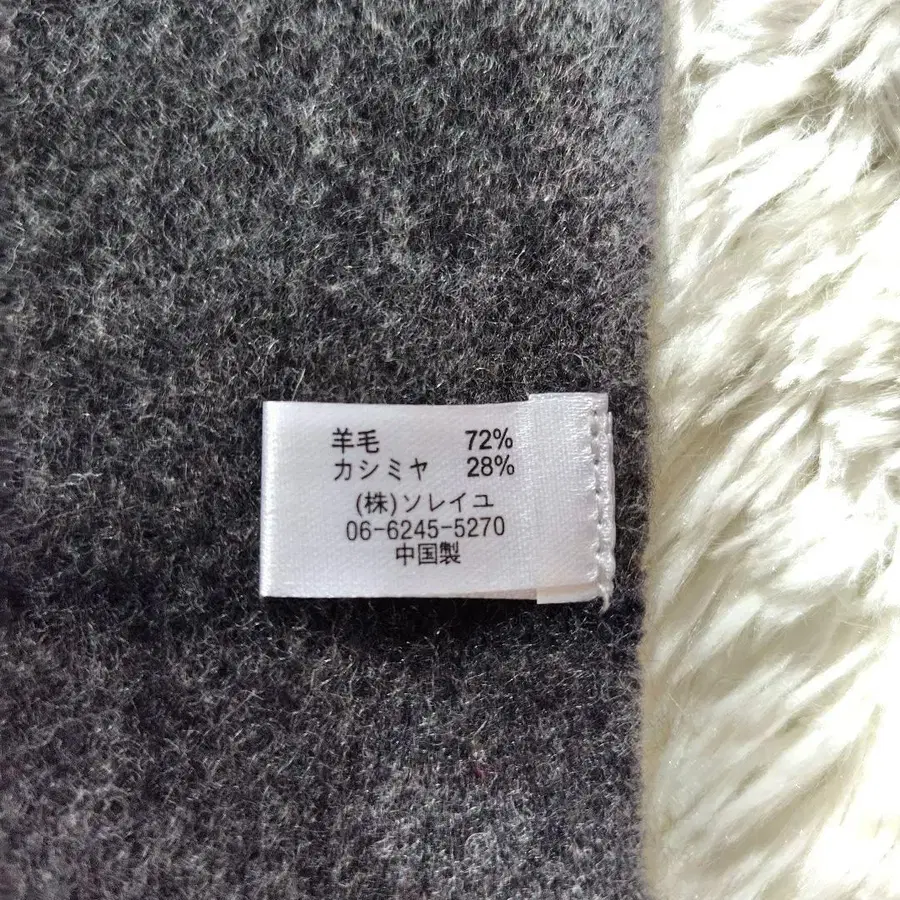 羊毛 72%
カシミヤ 28%
(株)ソレイユ
06-6245-5270
中国製